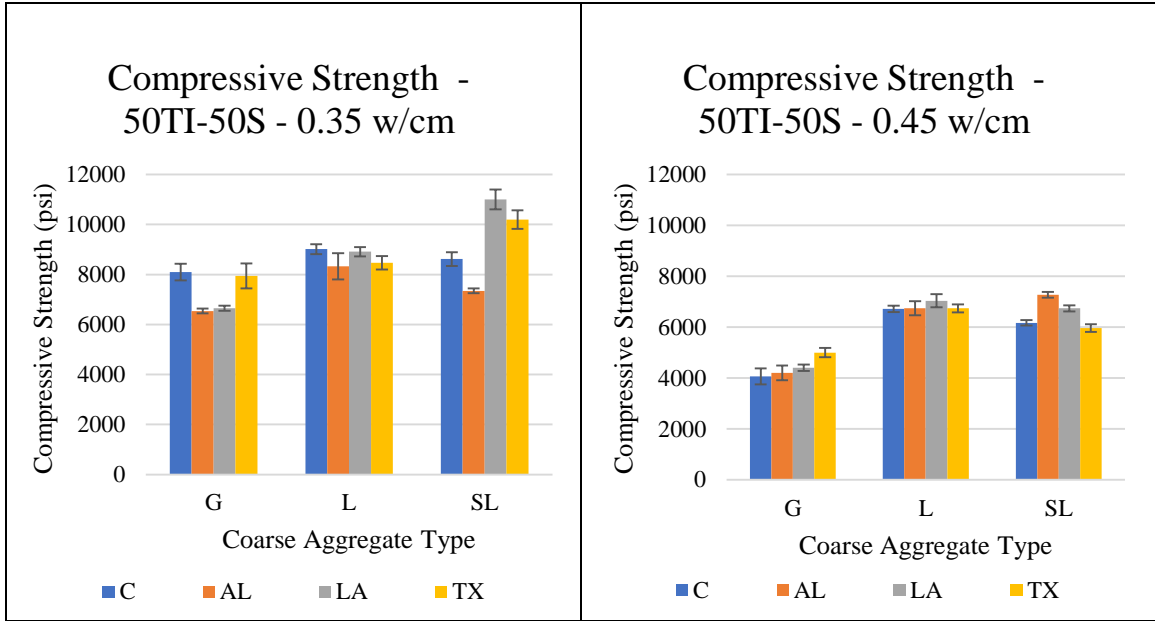 Compressive Strength -
50TI-50S - 0.35 w/cm
Compressive Strength (psi)
12000
10000
8000
6000
4000
2000
0
G L SL
Coarse Aggregate Type
C AL LA TX
Compressive Strength -
50TI-50S - 0.45 w/cm
Compressive Strength (psi)
12000
10000
8000
6000
4000
2000
0
G L SL
Coarse Aggregate Type
C AL LA TX